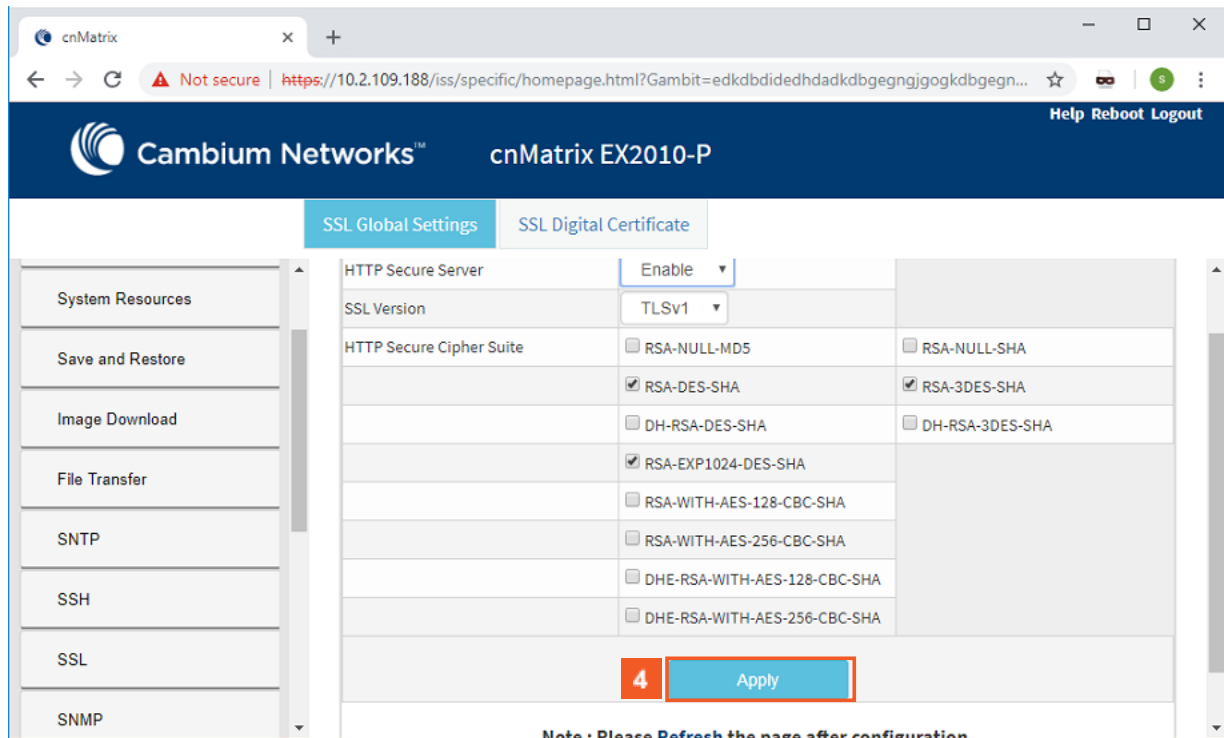 cnMatrix
Not secure | https://10.2.109.188/iss/specific/homepage.html?Gambit=edkdbdidedhdadkdbgegngjgogkdbgegn...
S
Help Reboot Logout
Cambium Networks™ cnMatrix EX2010-P
SSL Global Settings SSL Digital Certificate
HTTP Secure Server Enable
System Resources
SSL Version TLSv1
HTTP Secure Cipher Suite RSA-NULL-MD5 RSA-NULL-SHA
Save and Restore
RSA-DES-SHA RSA-3DES-SHA
Image Download
DH-RSA-DES-SHA DH-RSA-3DES-SHA
RSA-EXP1024-DES-SHA
File Transfer
RSA-WITH-AES-128-CBC-SHA
SNTP
RSA-WITH-AES-256-CBC-SHA
DHE-RSA-WITH-AES-128-CBC-SHA
SSH
DHE-RSA-WITH-AES-256-CBC-SHA
SSL
4 Apply
SNMP
Note : Please Refresh the page after configuration